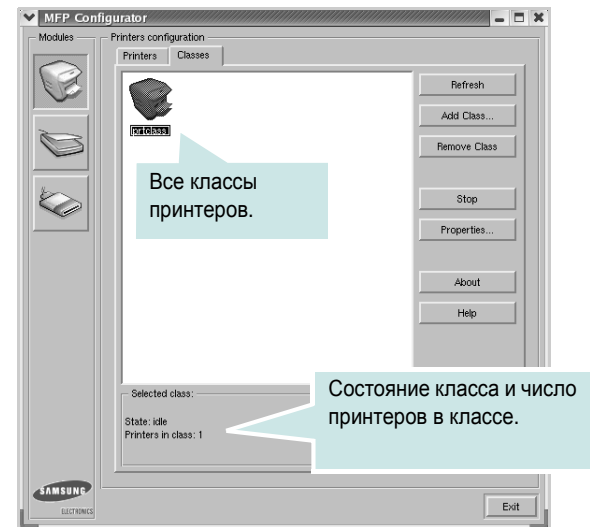 MFP Configurator
Modules
Printers configuration
Printers
Classes
Refresh
Add Class...
Remove Class
Stop
Properties...
About
Help
prtclass
Все классы
принтеров.
Selected class:
State: idle
Printers in class: 1
Состояние класса и число
принтеров в классе.
SAMSUNG
ELECTRONICS
Exit